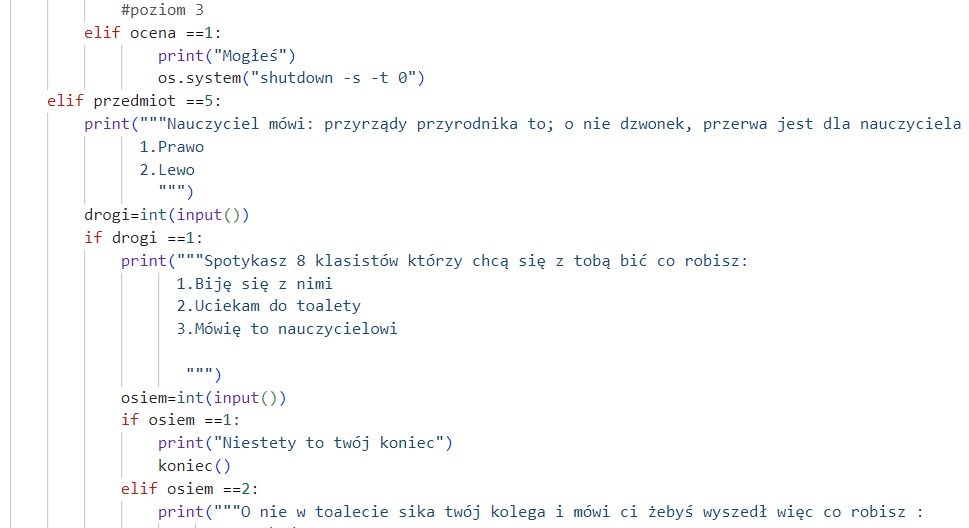 #poziom 3
elif ocena ==1:
print("Mogłeś")
os.system("shutdown -s -t 0")
elif przedmiot ==5:
print("""Nauczyciel mówi: przyrządy przyrodnika to; o nie dzwonek, przerwa jest dla nauczyciela
1.Prawo
2.Lewo
""")
drogi=int(input())
if drogi ==1:
print("""Spotykasz 8 klasistów którzy chcą się z tobą bić co robisz:
1.Biję się z nimi
2.Uciekam do toalety
3.Mówię to nauczycielowi
""")
osiem=int(input())
if osiem ==1:
print("Niestety to twój koniec")
koniec()
elif osiem ==2:
print("""O nie w toalecie sika twój kolega i mówi ci żebyś wyszedł więc co robisz :